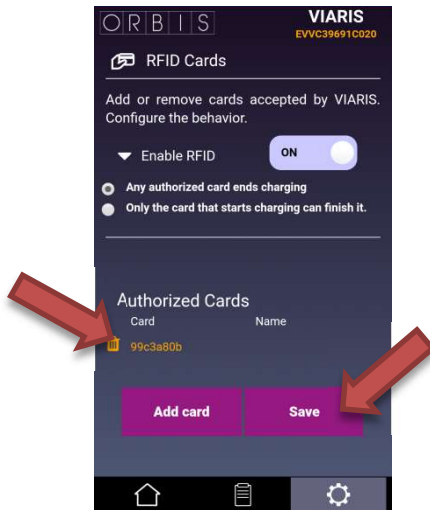 ORBIS
VIARIS
EVVC39691C020
RFID Cards
Add or remove cards accepted by VIARIS.
Configure the behavior.
Enable RFID
ON
Any authorized card ends charging
Only the card that starts charging can finish it.
Authorized Cards
Card Name
99c3a80b
Add card Save